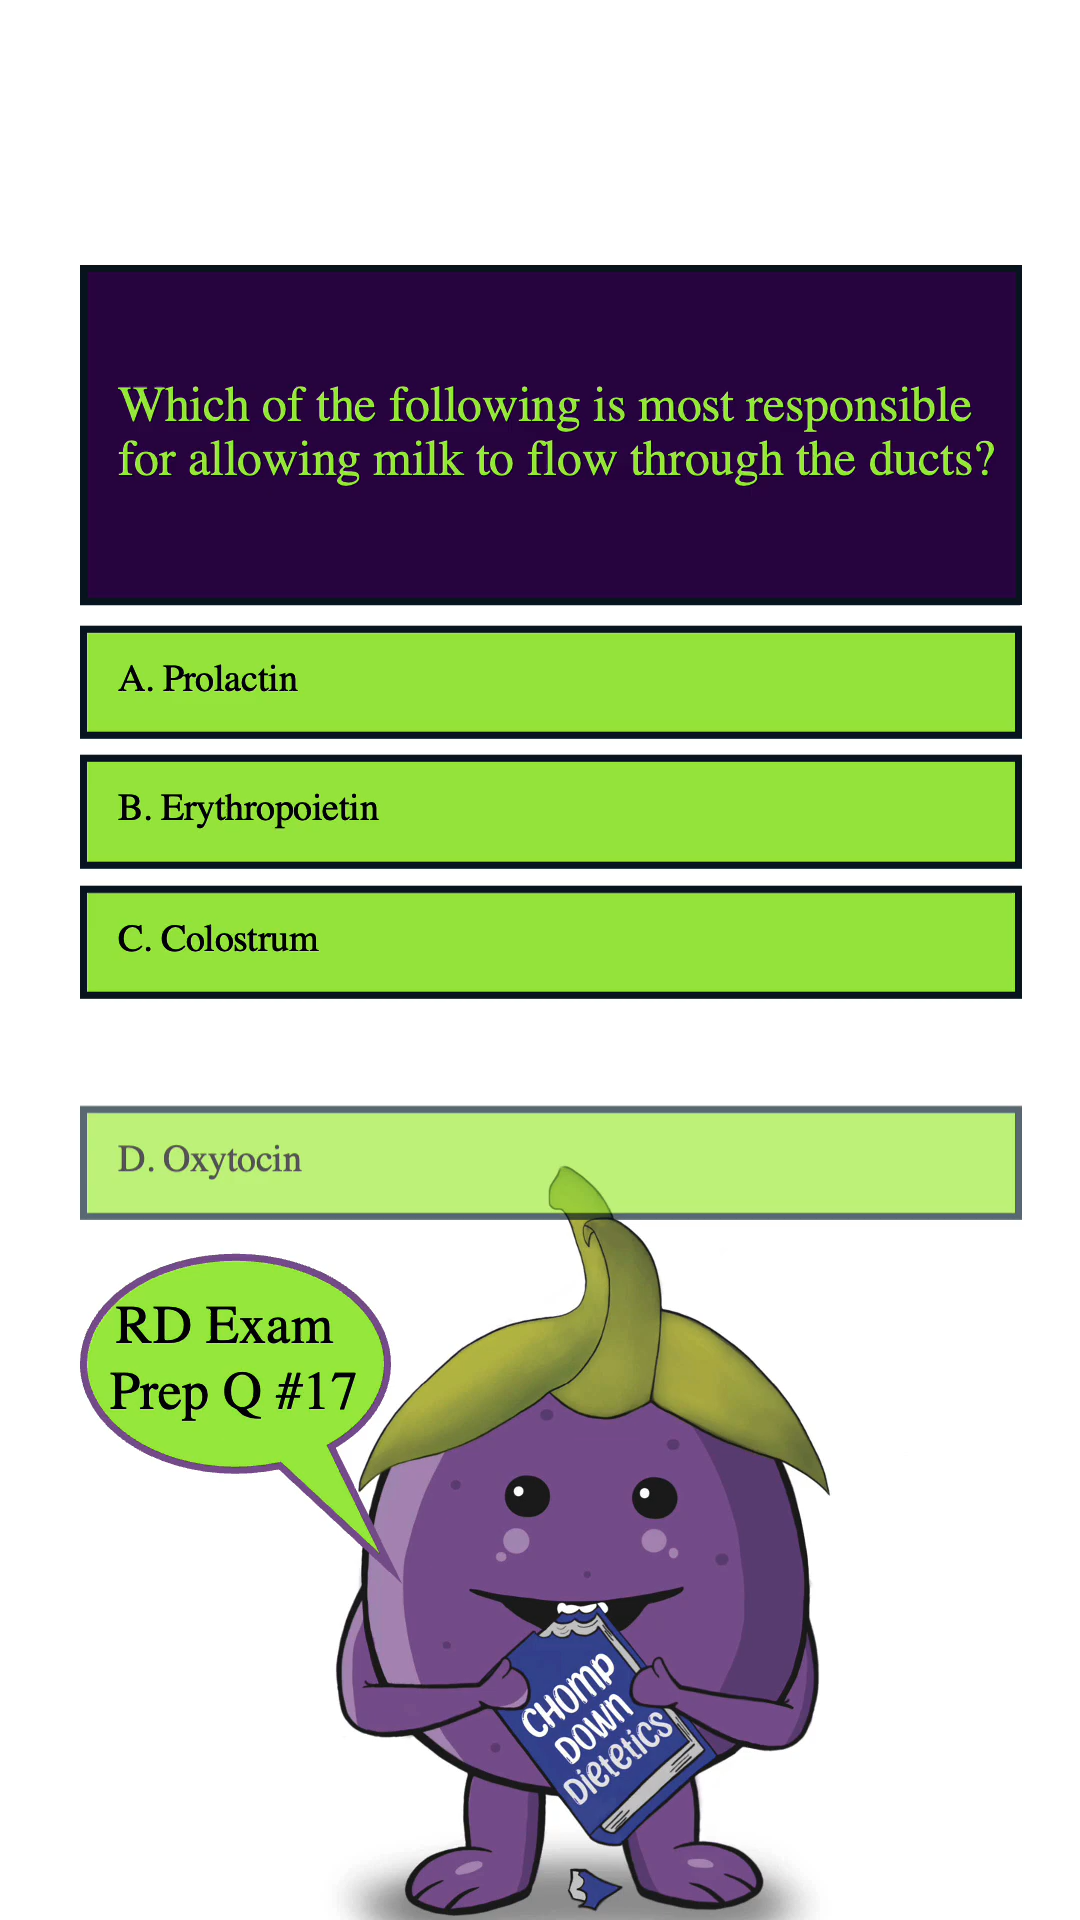 Which of the following is most responsible
for allowing milk to flow through the ducts?
A. Prolactin
B. Erythropoietin
C. Colostrum
D. Oxytocin
RD Exam
Prep Q #17
CHOMP
DOWN
Dietetics